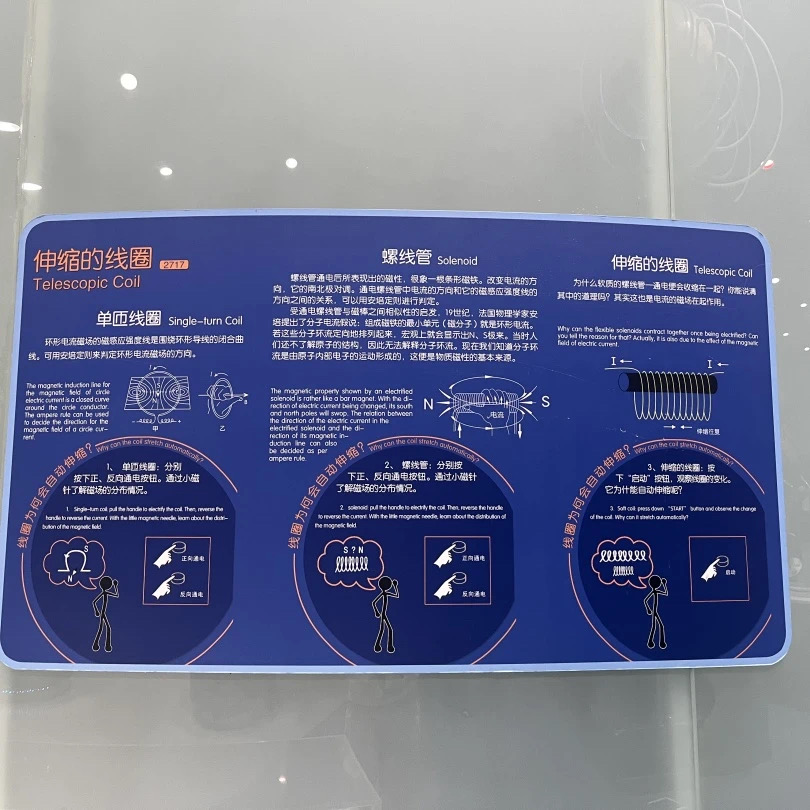 伸缩的线圈 2717
Telescopic Coil
单匝线圈 Single-turn Coil
环形电流磁场的磁感应强度线是围绕环形导线的闭合曲
线。可用安培定则来判定环形电流磁场的方向。
The magnetic induction line for
the magnetic field of circle
electric current is a closed curve
around the circle conductor.
The ampere rule can be used
to decide the direction for the
magnetic field of a circle cur-
rent.
甲
乙
线圈为何会自动伸缩? Why can the coil stretch automatically?
1、 单匝线圈：分别
按下正、反向通电按钮。通过小磁
针了解磁场的分布情况。
1. Single-turn coil: pull the handle to electrify the coil. Then, reverse the
handle to reverse the current. With the little magnetic needle, learn about the distri-
bution of the magnetic field.
S
N
正向通电
反向通电
螺线管 Solenoid
螺线管通电后所表现出的磁性，很象一根条形磁铁。改变电流的方
向，它的南北极对调。通电螺线管中电流的方向和它的磁感应强度线的
方向之间的关系，可以用安培定则进行判定。
受通电螺线管与磁棒之间相似性的启发，19世纪，法国物理学家安
培提出了分子电流假说：组成磁铁的最小单元（磁分子）就是环形电流。
若这些分子环流定向地排列起来，宏观上就会显示出N、S极来。当时人
们还不了解原子的结构，因此无法解释分子环流。现在我们知道分子环
流是由原子内部电子的运动形成的，这便是物质磁性的基本来源。
The magnetic property shown by an electrified
solenoid is rather like a bar magnet. With the di-
rection of electric current being changed, its south
and north poles will swop. The relation between
the direction of the electric current in the
electrified solenoid and the di-
rection of its magnetic in-
duction line can also
be decided as per
ampere rule.
N
S
电流
线圈为何会自动伸缩? Why can the coil stretch automatically?
2、 螺线管：分别按
下正、反向通电按钮。通过小磁针
了解磁场的分布情况。
2. solenoid: pull the handle to electrify the coil. Then, reverse the handle
to reverse the current. With the little magnetic needle, learn about the distribution of
the magnetic field.
S ? N
正向通电
反向通电
伸缩的线圈 Telescopic Coil
为什么软质的螺线管一通电便会收缩在一起？你能说清
其中的道理吗？其实这也是电流的磁场在起作用。
Why can the flexible solenoids contract together once being electrified? Can
you tell the reason for that? Actually, it is also due to the effect of the magnetic
field of electric current.
I
I
伸缩往复
线圈为何会自动伸缩? Why can the coil stretch automatically?
3、伸缩的线圈：按
下“启动”按钮，观察线圈的变化。
它为什能自动伸缩呢？
3. Soft coil: press down “START” button and observe the change
of the coil. Why can it stretch automatically?
启动